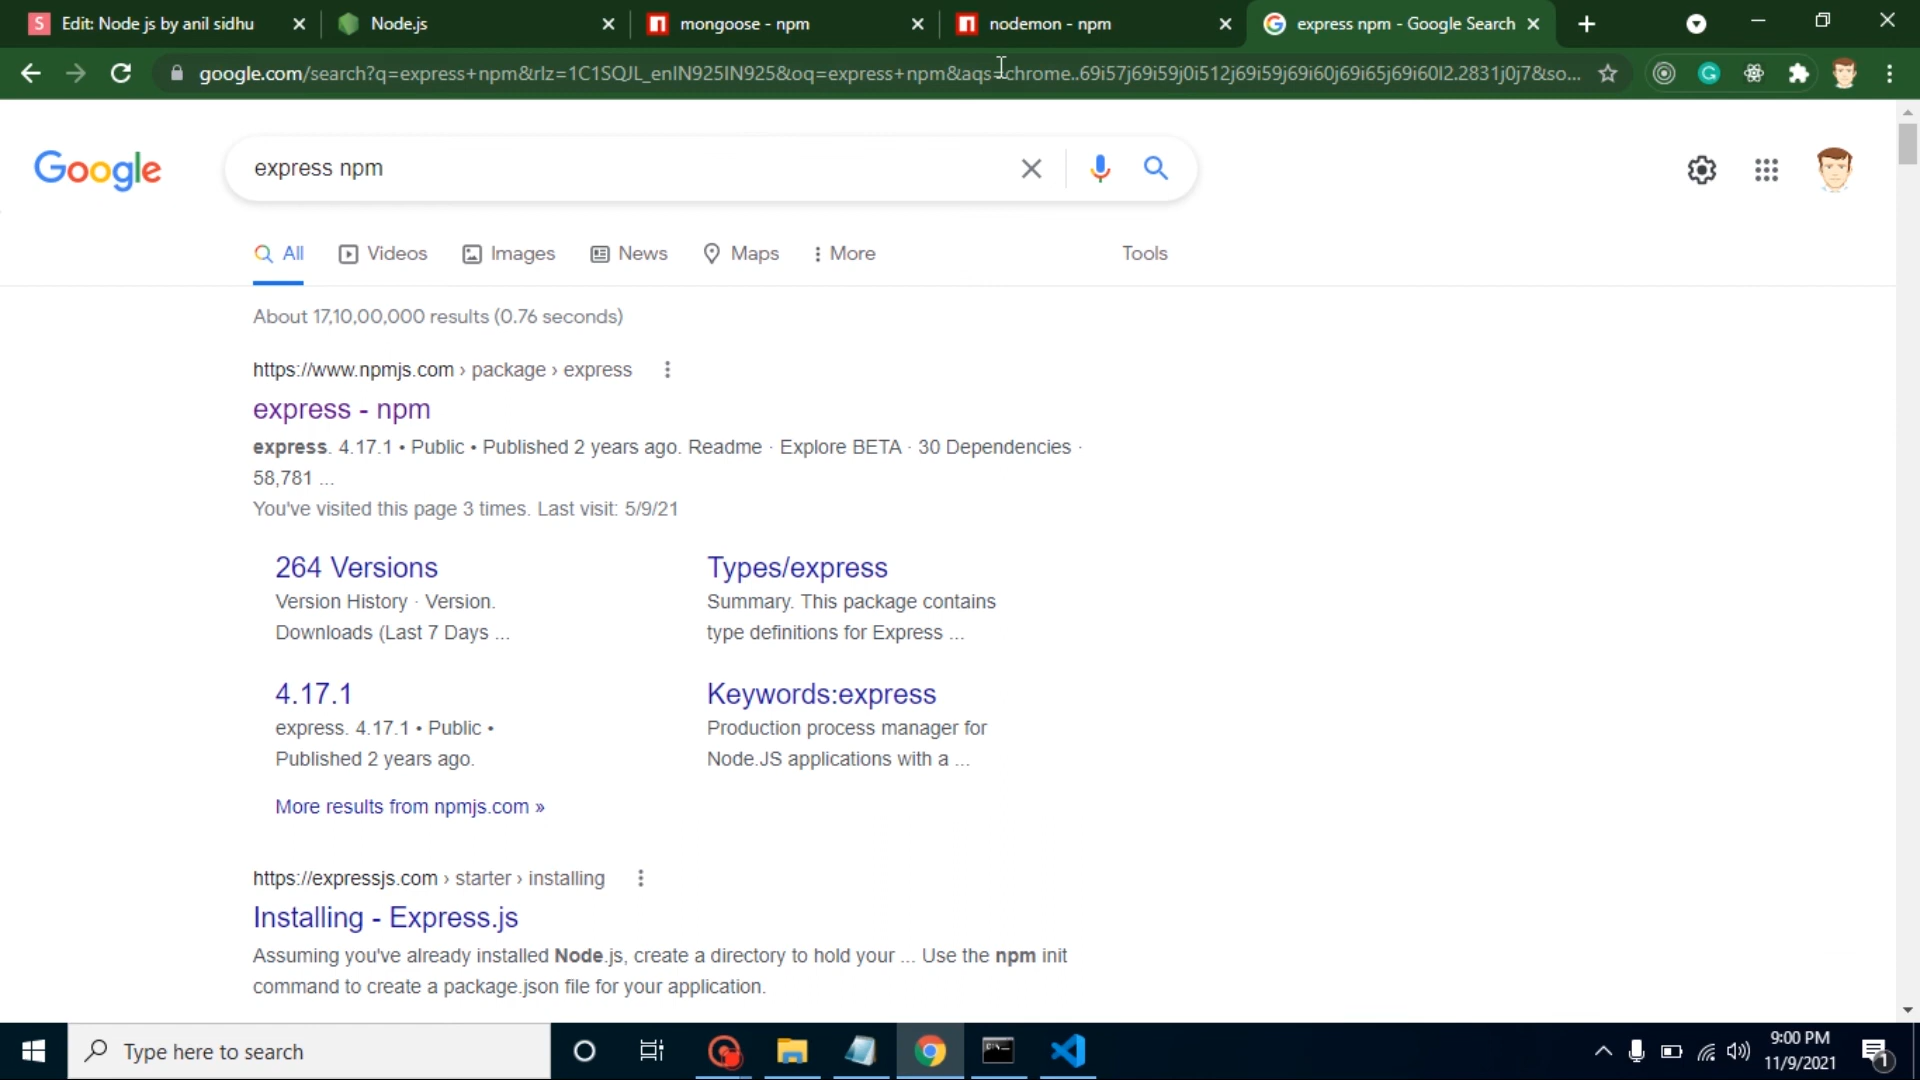 Edit: Node js by anil sidhu
Node.js
mongoose - npm
nodemon - npm
express npm - Google Search
google.com/search?q=express+npm&rlz=1C1SQJL_enIN925IN925&oq=express+npm&aqs=chrome..69i57j69i59j0i512j69i59j69i60j69i65j69i60l2.2831j0j7&so...
Google
express npm
All
Videos
Images
News
Maps
More
Tools
About 17,10,00,000 results (0.76 seconds)
https://www.npmjs.com › package › express
express - npm
express. 4.17.1 • Public • Published 2 years ago. Readme · Explore BETA · 30 Dependencies ·
58,781 ...
You've visited this page 3 times. Last visit: 5/9/21
264 Versions
Version History · Version.
Downloads (Last 7 Days ...
Types/express
Summary. This package contains
type definitions for Express ...
4.17.1
express. 4.17.1 • Public •
Published 2 years ago.
Keywords:express
Production process manager for
Node.JS applications with a ...
More results from npmjs.com »
https://expressjs.com › starter › installing
Installing - Express.js
Assuming you've already installed Node.js, create a directory to hold your ... Use the npm init
command to create a package.json file for your application.
Type here to search
9:00 PM
11/9/2021
1